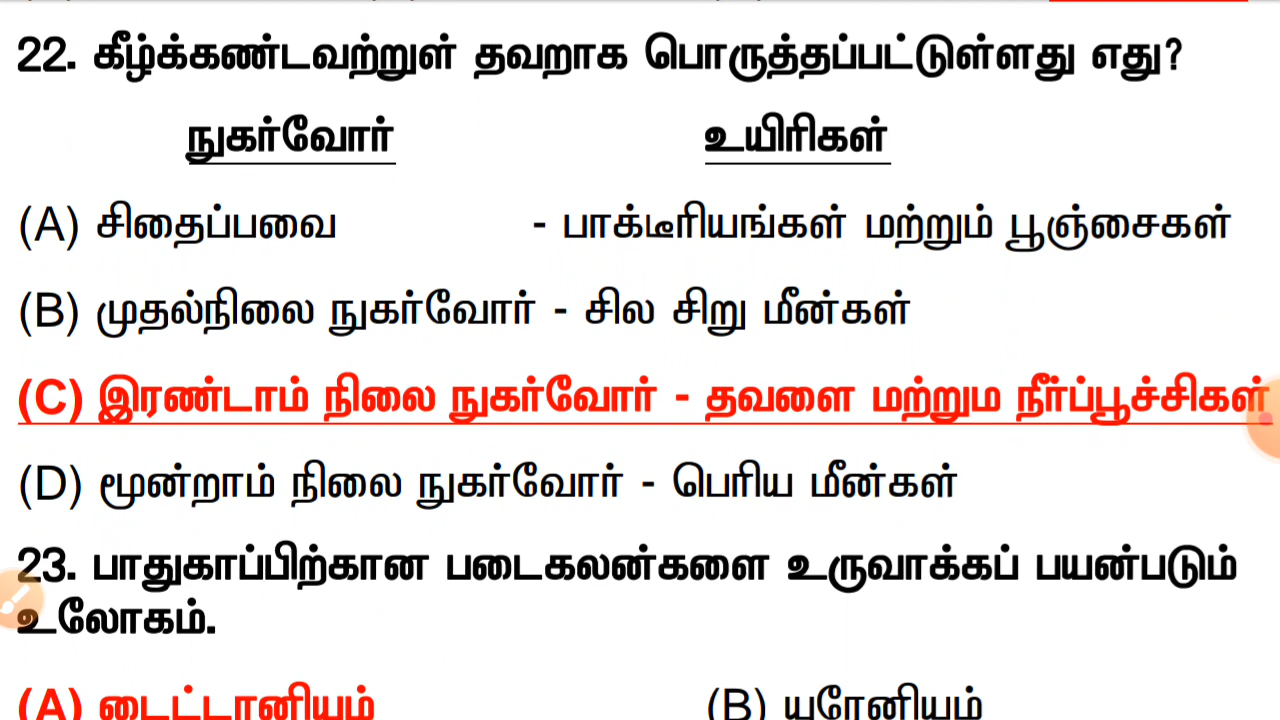 22. கீழ்க்கண்டவற்றுள் தவறாக பொருத்தப்பட்டுள்ளது எது?
நுகர்வோர் உயிரிகள்
(A) சிதைப்பவை - பாக்டீரியங்கள் மற்றும் பூஞ்சைகள்
(B) முதல்நிலை நுகர்வோர் - சில சிறு மீன்கள்
(C) இரண்டாம் நிலை நுகர்வோர் - தவளை மற்றும நீர்ப்பூச்சிகள்
(D) மூன்றாம் நிலை நுகர்வோர் - பெரிய மீன்கள்
23. பாதுகாப்பிற்கான படைகலன்களை உருவாக்கப் பயன்படும்
உலோகம்.
(A) டைட்டானியம் (B) யுரேனியம்